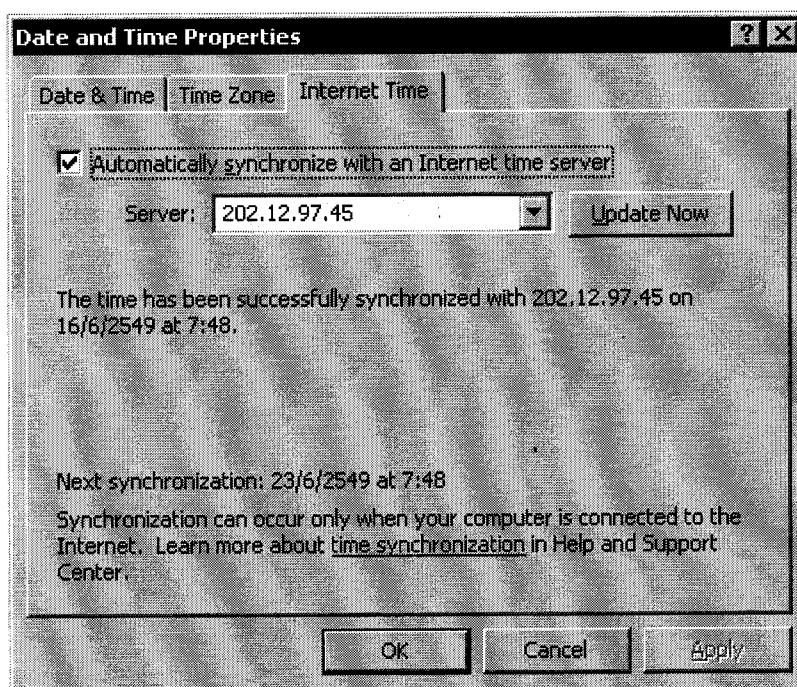 Date and Time Properties
Date & Time
Time Zone
Internet Time
Automatically synchronize with an Internet time server
Server:
202.12.97.45
Update Now
The time has been successfully synchronized with 202.12.97.45 on
16/6/2549 at 7:48.
Next synchronization: 23/6/2549 at 7:48
Synchronization can occur only when your computer is connected to the
Internet. Learn more about time synchronization in Help and Support
Center.
OK
Cancel
Apply